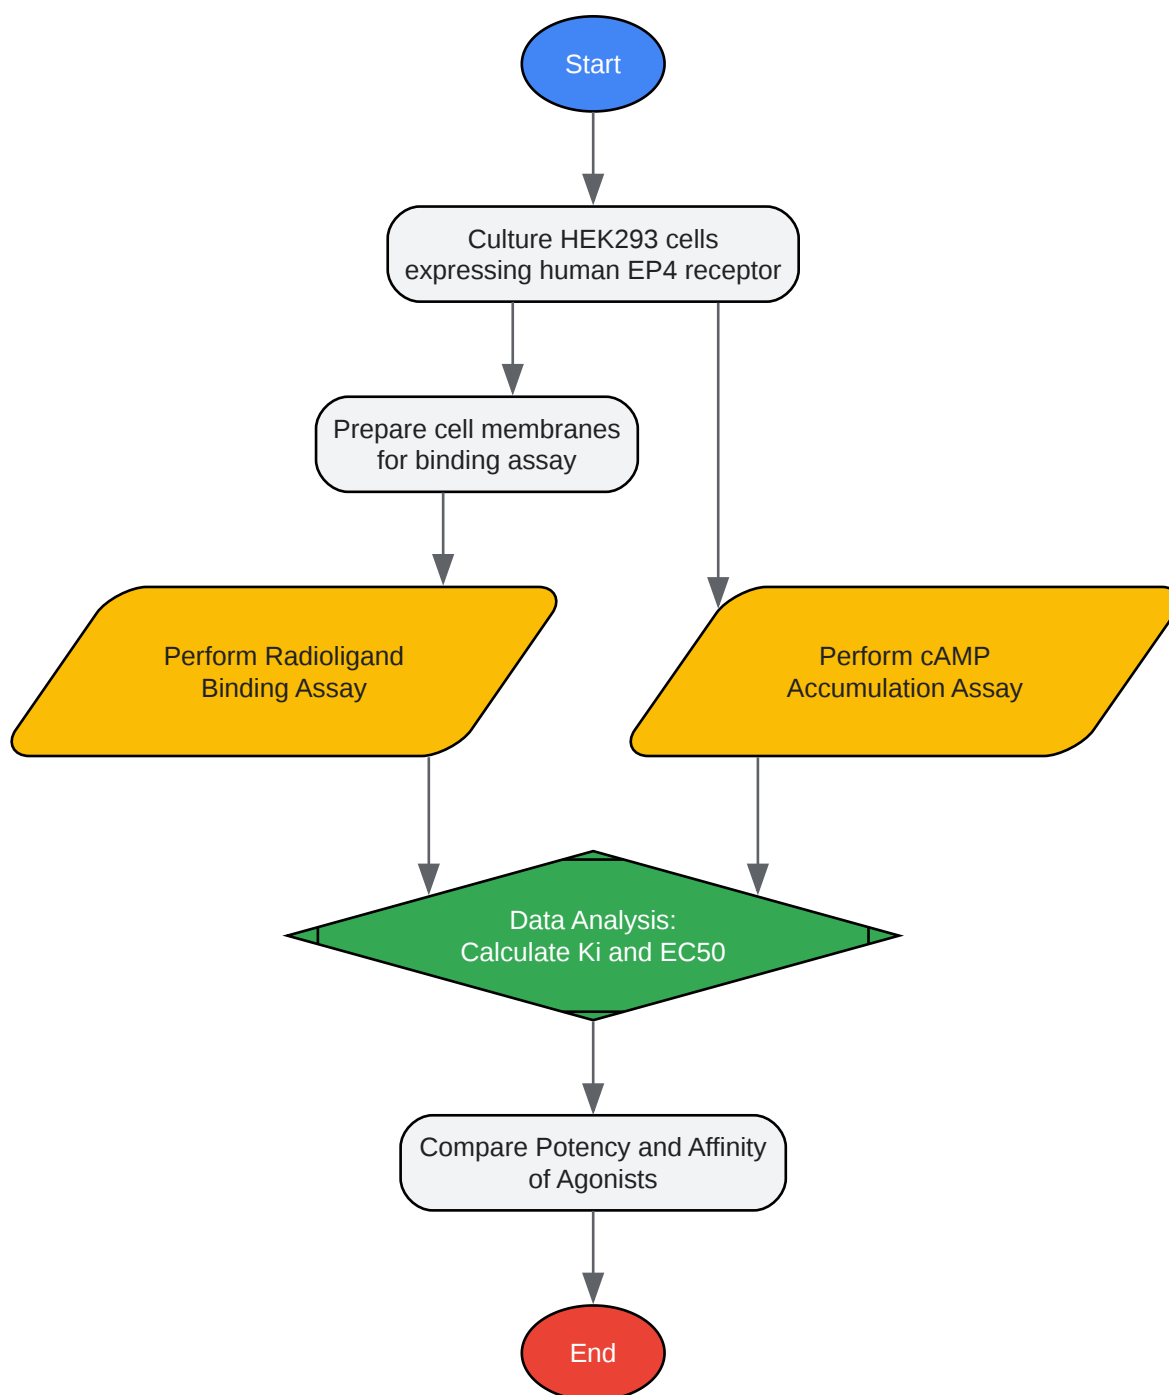 Start
Culture HEK293 cells
expressing human EP4 receptor
Prepare cell membranes
for binding assay
Perform Radioligand
Binding Assay
Perform cAMP
Accumulation Assay
Data Analysis:
Calculate Ki and EC50
Compare Potency and Affinity
of Agonists
End